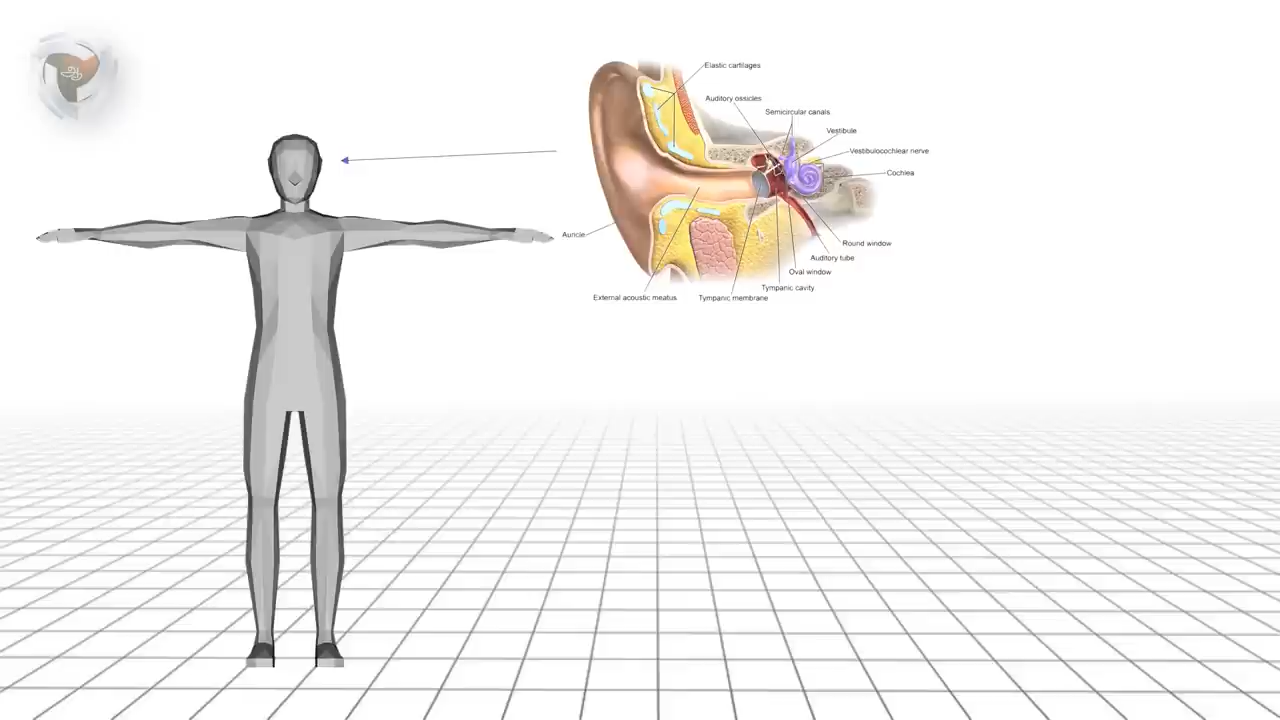 Elastic cartilages
Auditory ossicles
Semicircular canals
Vestibule
Vestibulocochlear nerve
Cochlea
Auricle
Round window
Auditory tube
Oval window
Tympanic cavity
External acoustic meatus
Tympanic membrane